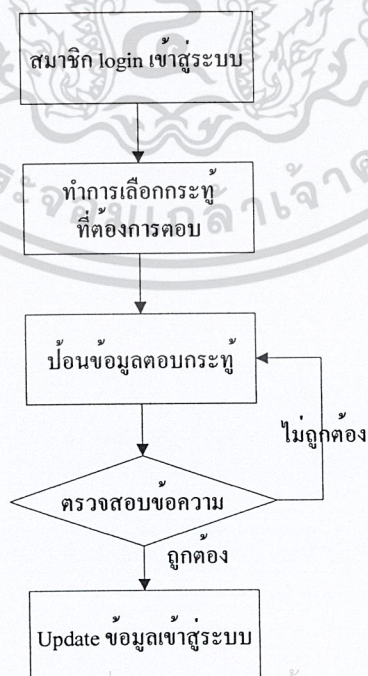 สมาชิก login เข้าสู่ระบบ
ทำการเลือกกระทู้
ที่ต้องการตอบ
ป้อนข้อมูลตอบกระทู้
ไม่ถูกต้อง
ตรวจสอบข้อความ
ถูกต้อง
Update ข้อมูลเข้าสู่ระบบ